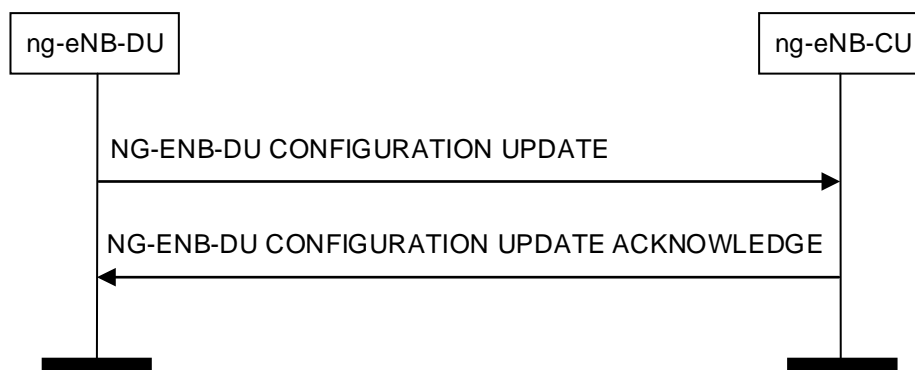 ng-eNB-DU
ng-eNB-CU
NG-ENB-DU CONFIGURATION UPDATE
NG-ENB-DU CONFIGURATION UPDATE ACKNOWLEDGE